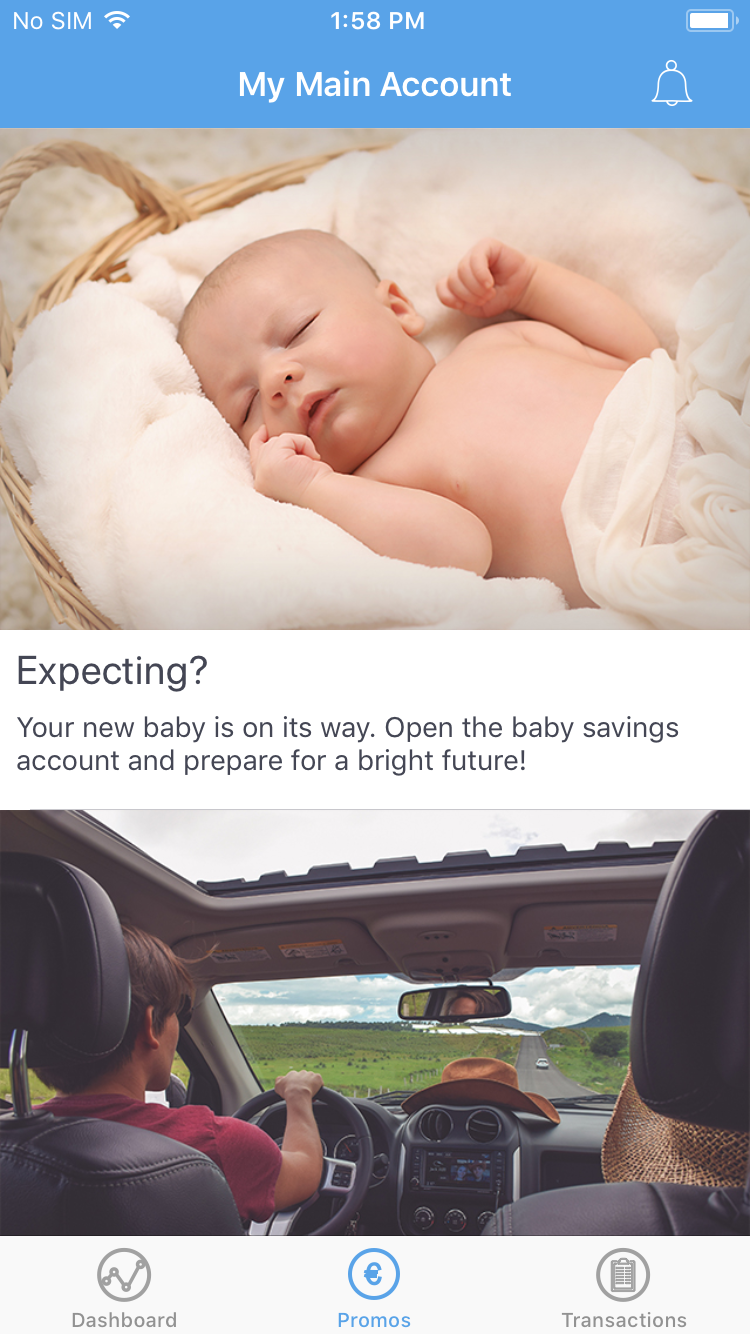 No SIM 1:58 PM
My Main Account
Expecting?
Your new baby is on its way. Open the baby savings
account and prepare for a bright future!
€
Dashboard Promos Transactions